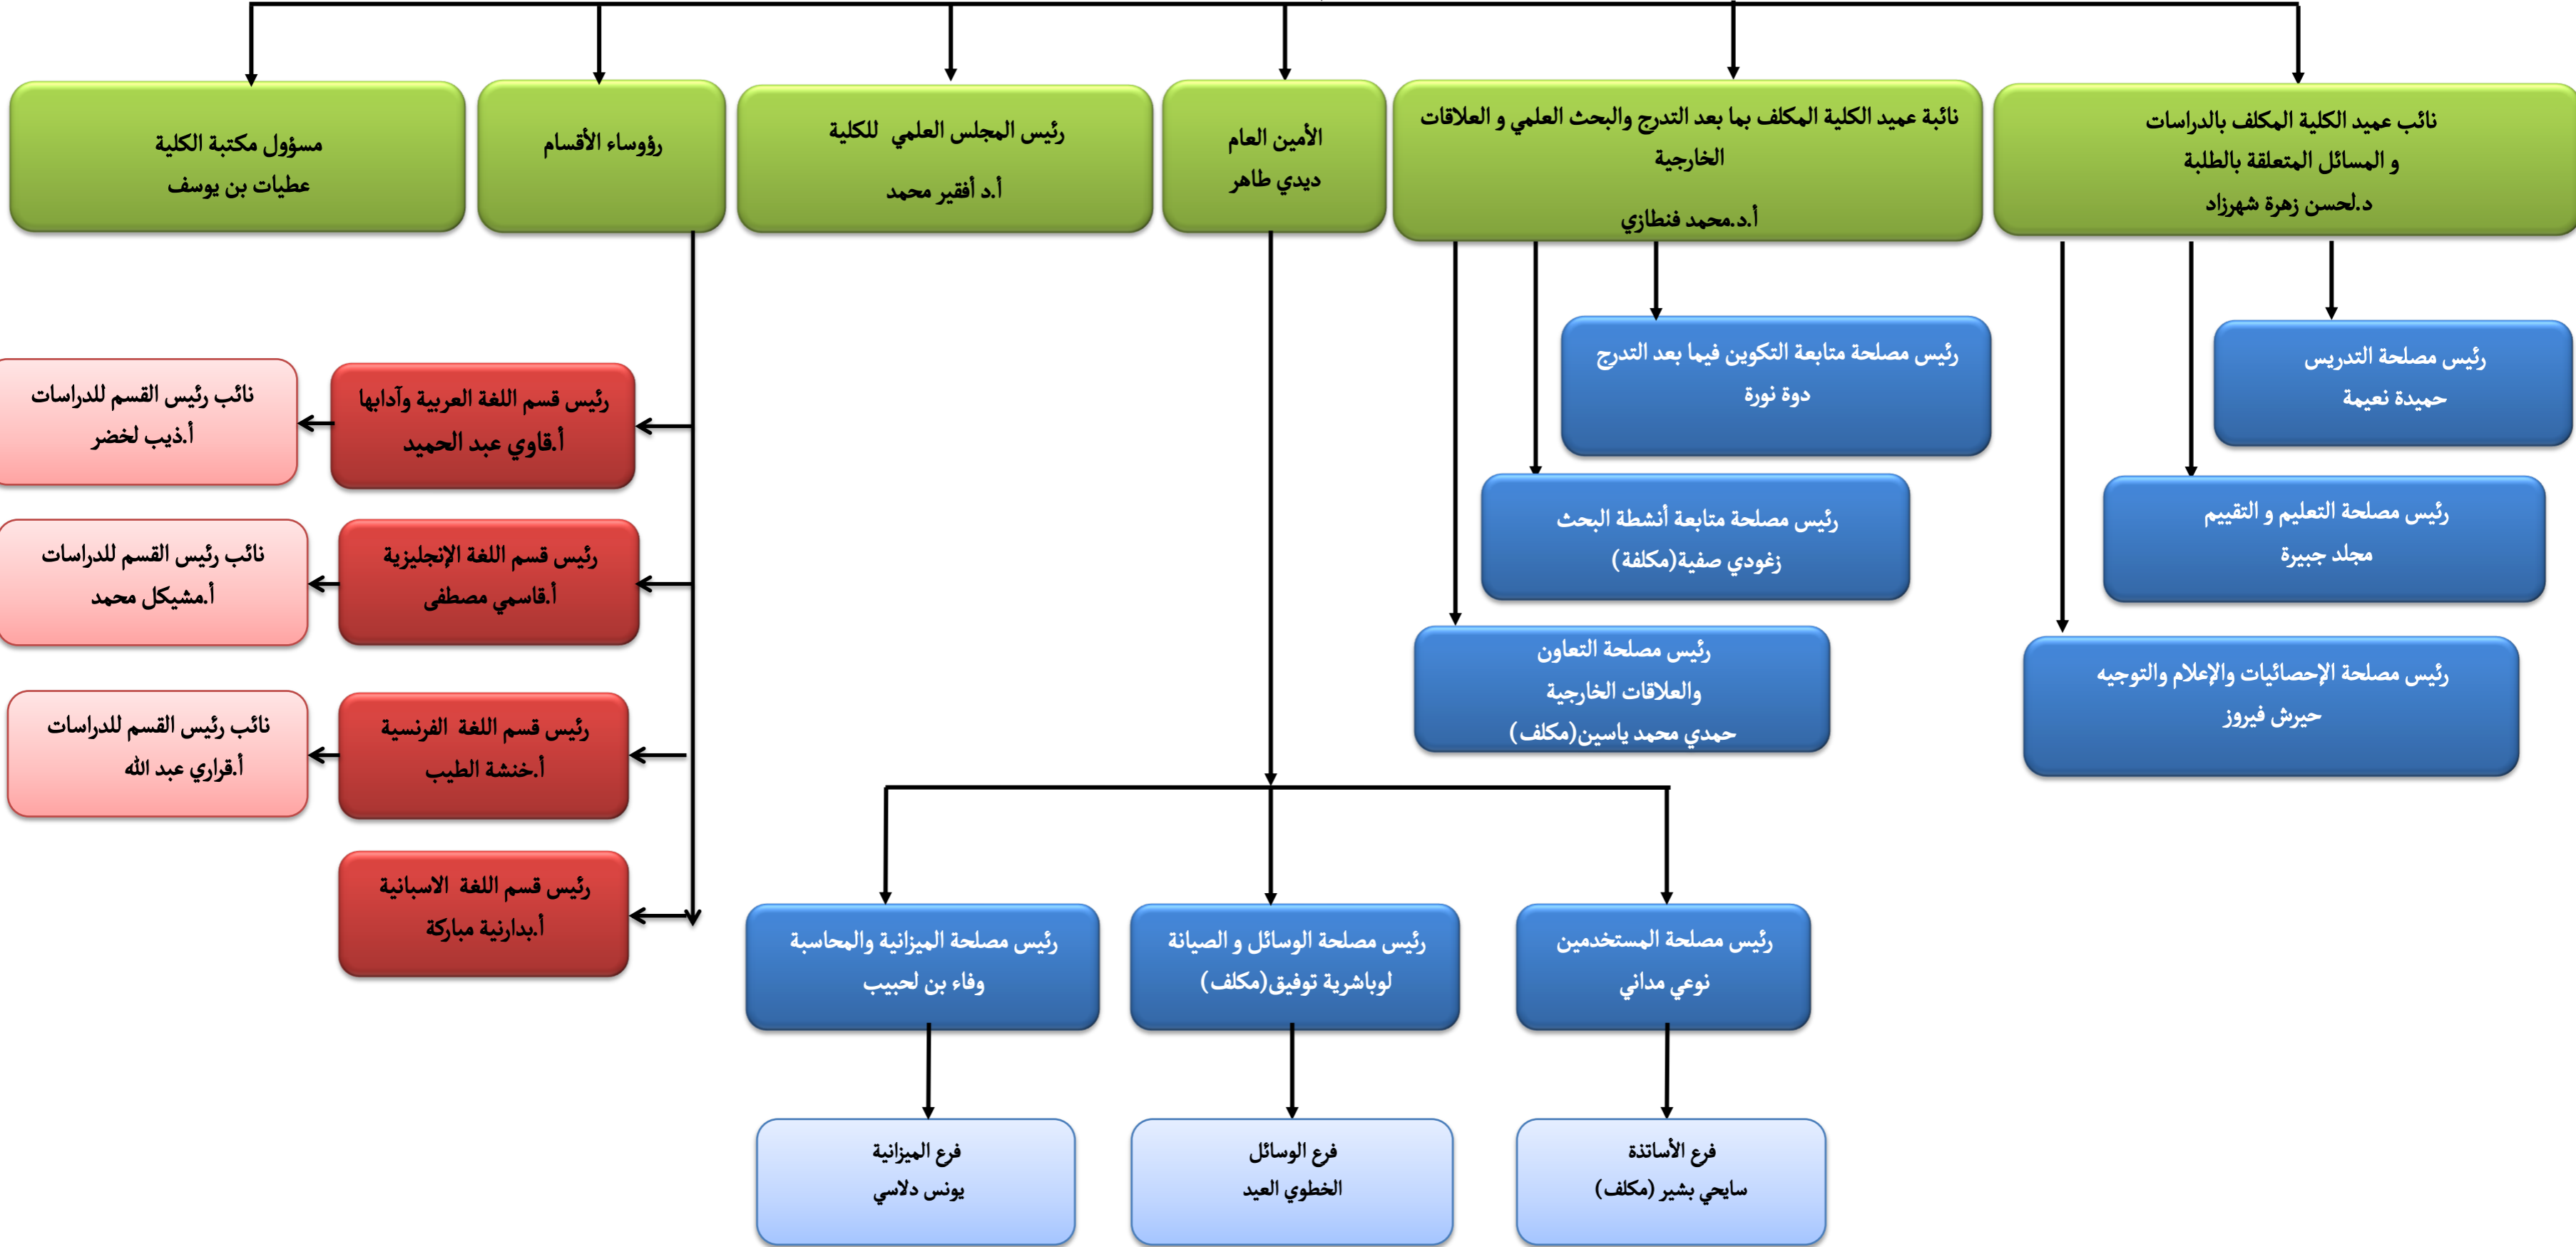 نائب عميد الكلية المكلف بالدراسات
و المسائل المتعلقة بالطلبة
د.لحسن زهرة شهرزاد
نائبة عميد الكلية المكلف بما بعد التدرج والبحث العلمي و العلاقات
الخارجية
أ.د.محمد فنطازي
الأمين العام
ديدي طاهر
رئيس المجلس العلمي للكلية
أ.د أفقير محمد
رؤوساء الأقسام
مسؤول مكتبة الكلية
عطيات بن يوسف
رئيس مصلحة التدريس
حميدة نعيمة
رئيس مصلحة التعليم و التقييم
مجلد جبيرة
رئيس مصلحة الإحصائيات والإعلام والتوجيه
حيرش فيروز
رئيس مصلحة متابعة التكوين فيما بعد التدرج
دوة نورة
رئيس مصلحة متابعة أنشطة البحث
زغودي صفية(مكلفة)
رئيس مصلحة التعاون
والعلاقات الخارجية
حمدي محمد ياسين(مكلف)
رئيس قسم اللغة العربية وآدابها
أ.قاوي عبد الحميد
نائب رئيس القسم للدراسات
أ.ذيب لخضر
رئيس قسم اللغة الإنجليزية
أ.قاسمي مصطفى
نائب رئيس القسم للدراسات
أ.مشيكل محمد
رئيس قسم اللغة الفرنسية
أ.خنشة الطيب
نائب رئيس القسم للدراسات
أ.قراري عبد الله
رئيس قسم اللغة الاسبانية
أ.بدارنية مباركة
رئيس مصلحة المستخدمين
نوعي مداني
رئيس مصلحة الوسائل و الصيانة
لوباشرية توفيق(مكلف)
رئيس مصلحة الميزانية والمحاسبة
وفاء بن لحبيب
فرع الأساتذة
سايحي بشير (مكلف)
فرع الوسائل
الخطوي العيد
فرع الميزانية
يونس دلاسي